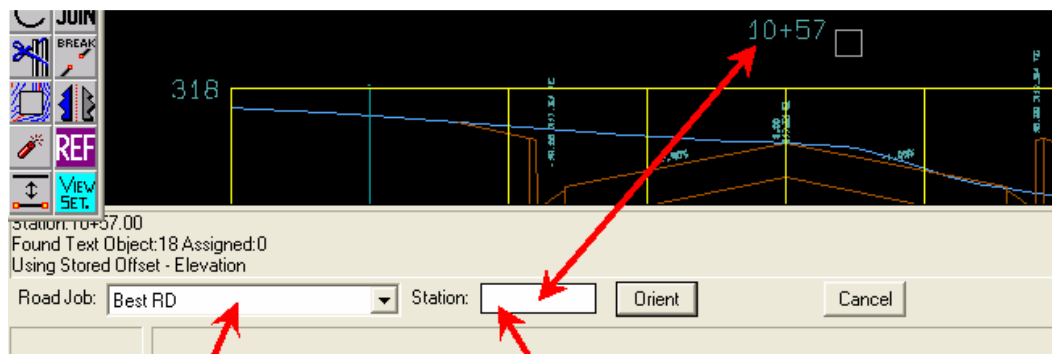 JOIN
BREAK
10+57
318
REF
VIEW
SET.
Station:10+57.00
Found Text Object:18 Assigned:0
Using Stored Offset - Elevation
Road Job: Best RD Station: Orient Cancel